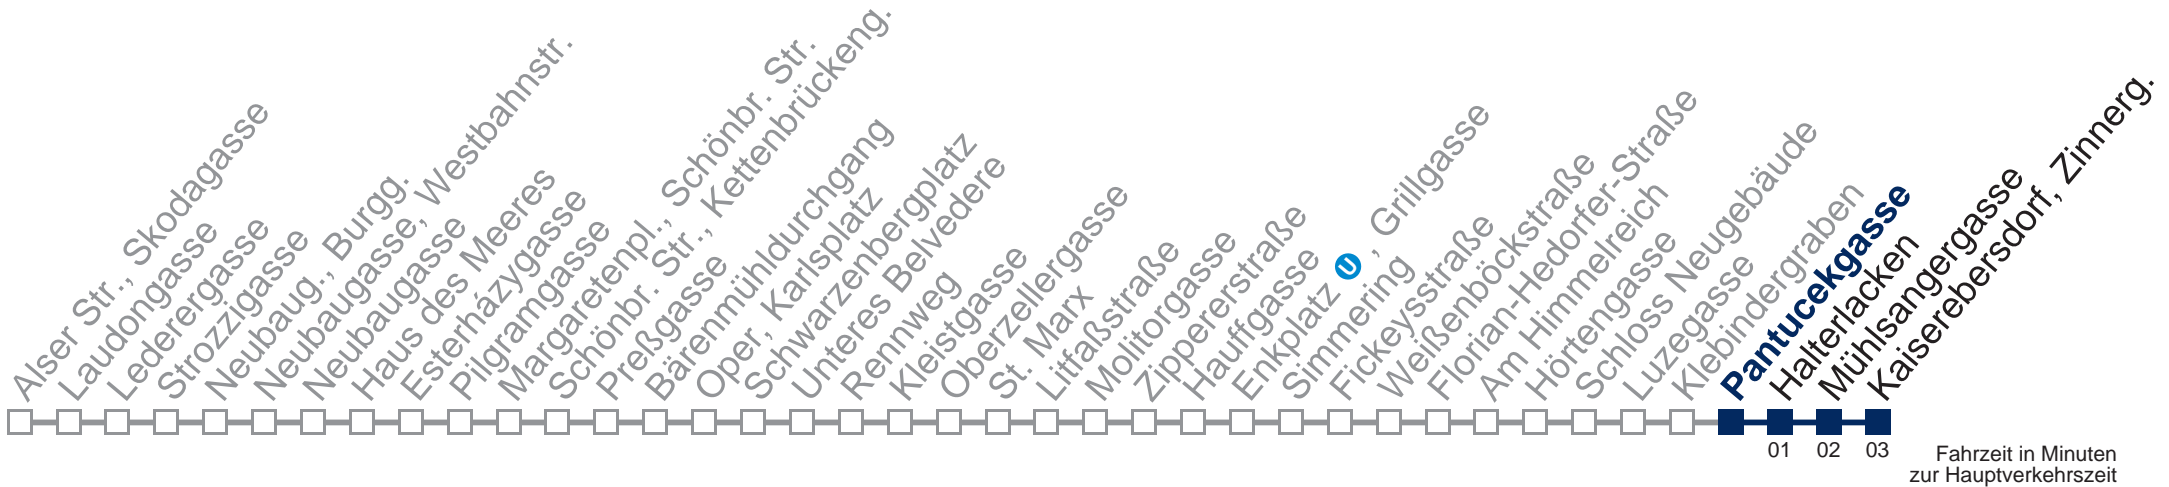 Alser Str., Skodagasse
Laudongasse
Lederergasse
Strozzigasse
Neubaug., Burgg.
Neubaugasse, Westbahnstr.
Neubaugasse
Haus des Meeres
Esterházygasse
Pilgramgasse
Margaretenpl., Schönbr. Str.
Schönbr. Str., Kettenbrückeng.
Preßgasse
Bärenmühldurchgang
Oper, Karlsplatz
Schwarzenbergplatz
Unteres Belvedere
Rennweg
Kleistgasse
Oberzellergasse
St. Marx
Litfaßstraße
Molitorgasse
Zippererstraße
Hauffgasse
Enkplatz U , Grillgasse
Simmering
Fickeysstraße
Weißenböckstraße
Florian-Hedorfer-Straße
Am Himmelreich
Hörtengasse
Schloss Neugebäude
Luzegasse
Klebindergraben
Pantucekgasse
Halterlacken
Mühlsangergasse
Kaiserebersdorf, Zinnerg.
01 02 03
Fahrzeit in Minuten
zur Hauptverkehrszeit